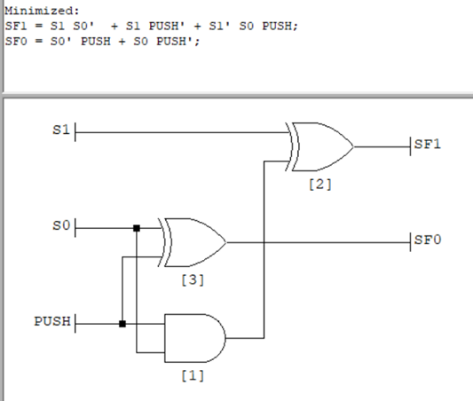 Minimized:
SF1 = S1 S0'  + S1 PUSH' + S1' S0 PUSH;
SF0 = S0' PUSH + S0 PUSH';
S1
SF1
[2]
S0
SF0
[3]
PUSH
[1]